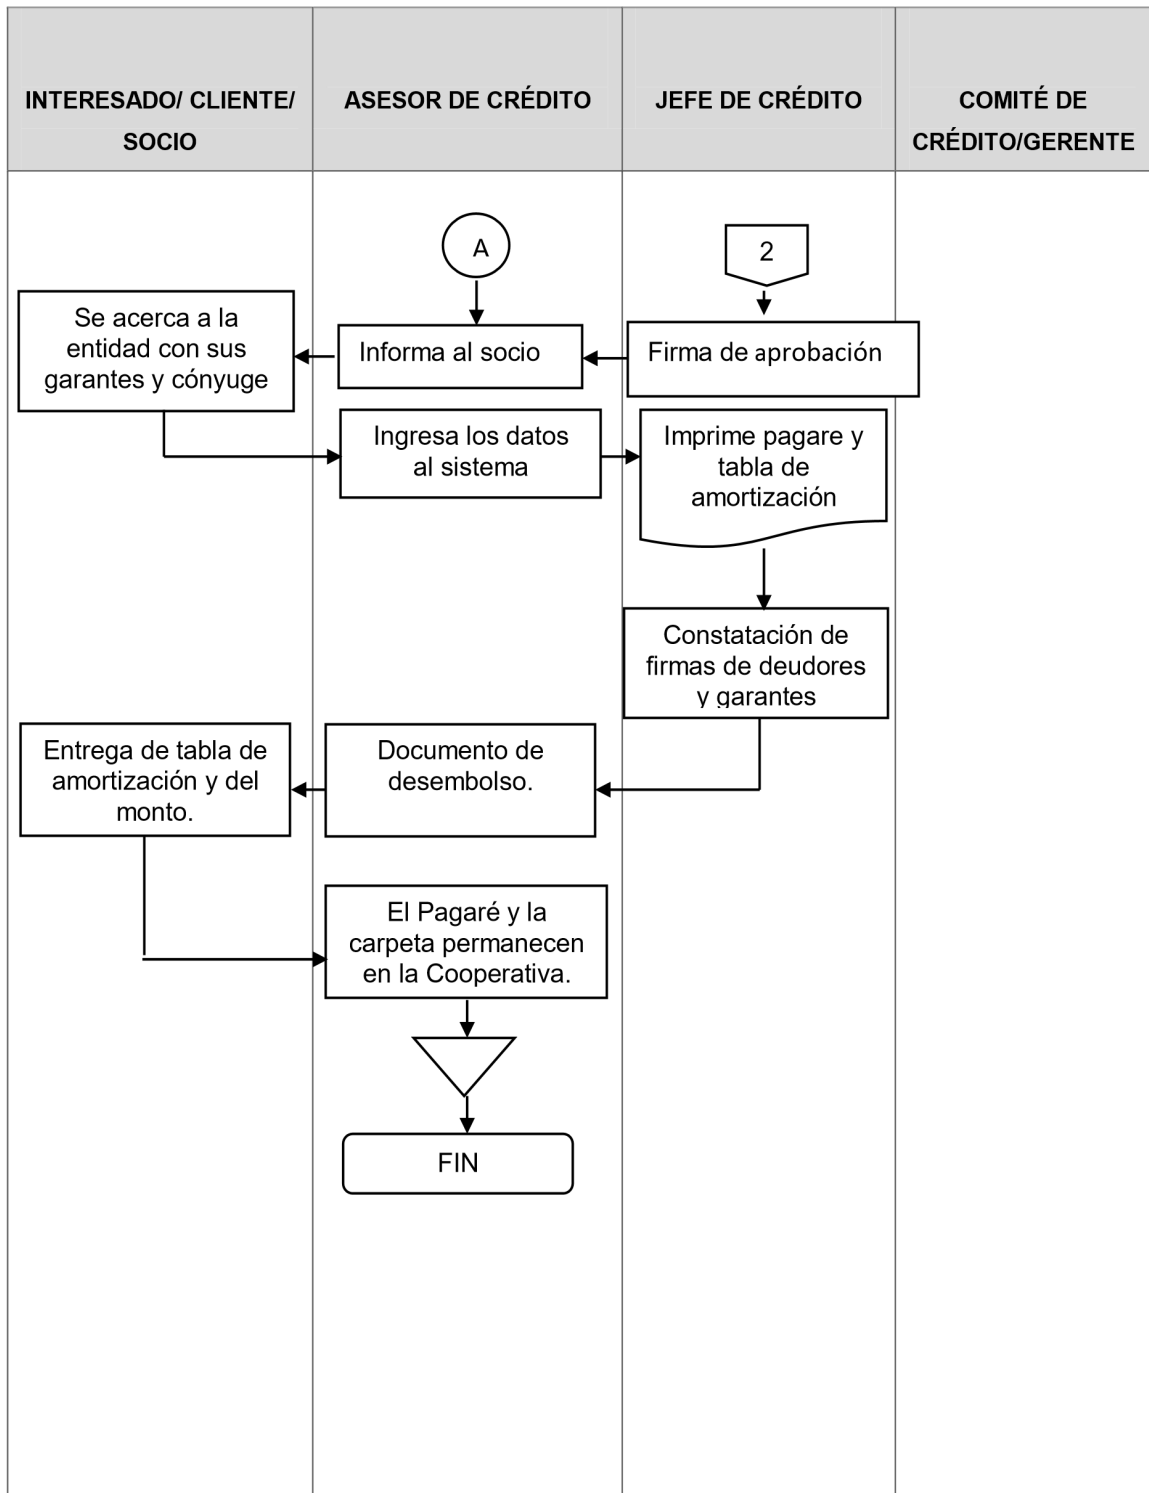 INTERESADO/ CLIENTE/
SOCIO
ASESOR DE CRÉDITO
JEFE DE CRÉDITO
COMITÉ DE
CRÉDITO/GERENTE
A
2
Se acerca a la
entidad con sus
garantes y cónyuge
Informa al socio
Firma de aprobación
Ingresa los datos
al sistema
Imprime pagare y
tabla de
amortización
Constatación de
firmas de deudores
y garantes
Entrega de tabla de
amortización y del
monto.
Documento de
desembolso.
El Pagaré y la
carpeta permanecen
en la Cooperativa.
FIN